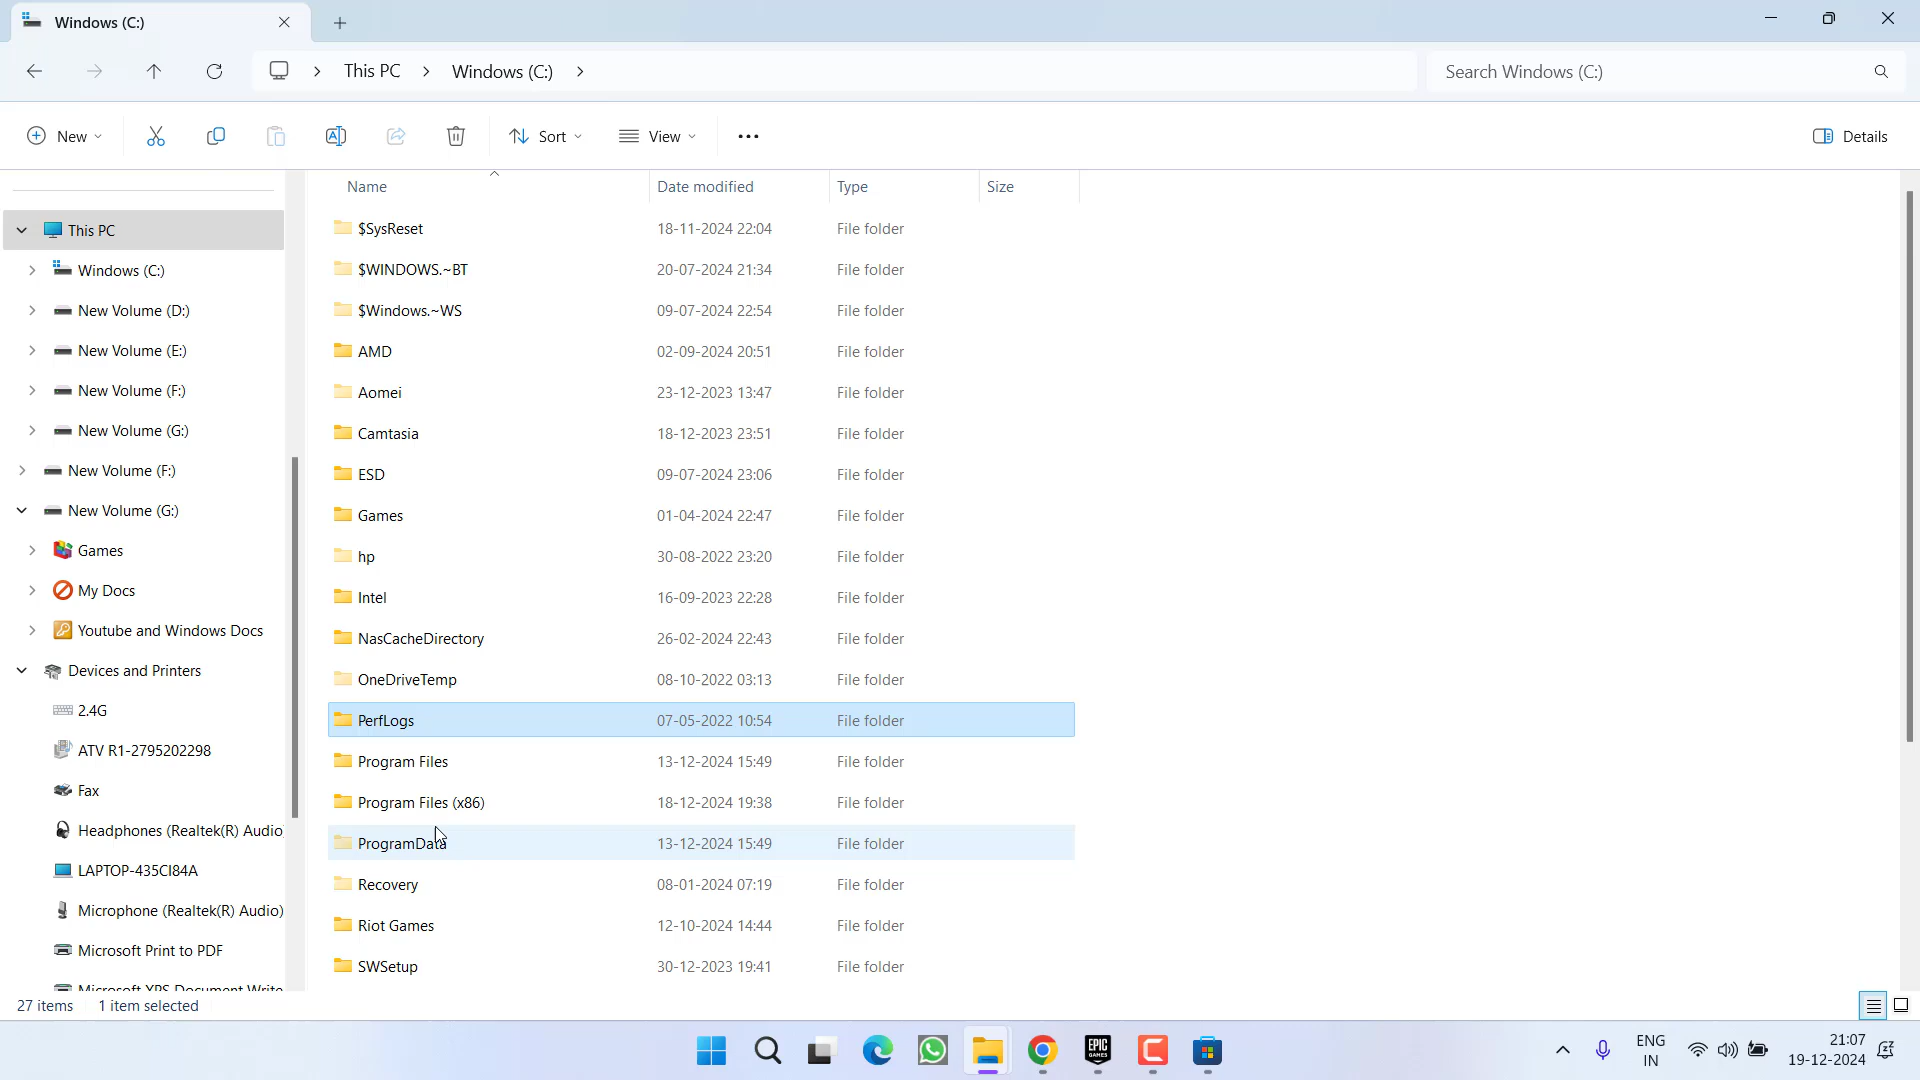 Windows (C:)
This PC
Windows (C:)
Search Windows (C:)
New
Sort
View
Details
Name Date modified Type Size
$SysReset 18-11-2024 22:04 File folder
$WINDOWS.~BT 20-07-2024 21:34 File folder
$Windows.~WS 09-07-2024 22:54 File folder
AMD 02-09-2024 20:51 File folder
Aomei 23-12-2023 13:47 File folder
Camtasia 18-12-2023 23:51 File folder
ESD 09-07-2024 23:06 File folder
Games 01-04-2024 22:47 File folder
hp 30-08-2022 23:20 File folder
Intel 16-09-2023 22:28 File folder
NasCacheDirectory 26-02-2024 22:43 File folder
OneDriveTemp 08-10-2022 03:13 File folder
PerfLogs 07-05-2022 10:54 File folder
Program Files 13-12-2024 15:49 File folder
Program Files (x86) 18-12-2024 19:38 File folder
ProgramData 13-12-2024 15:49 File folder
Recovery 08-01-2024 07:19 File folder
Riot Games 12-10-2024 14:44 File folder
SWSetup 30-12-2023 19:41 File folder
This PC
Windows (C:)
New Volume (D:)
New Volume (E:)
New Volume (F:)
New Volume (G:)
New Volume (F:)
New Volume (G:)
Games
My Docs
Youtube and Windows Docs
Devices and Printers
2.4G
ATV R1-2795202298
Fax
Headphones (Realtek(R) Audio)
LAPTOP-435CI84A
Microphone (Realtek(R) Audio)
Microsoft Print to PDF
Microsoft XPS Document Write
27 items 1 item selected
EPIC GAMES
ENG
IN
21:07
19-12-2024